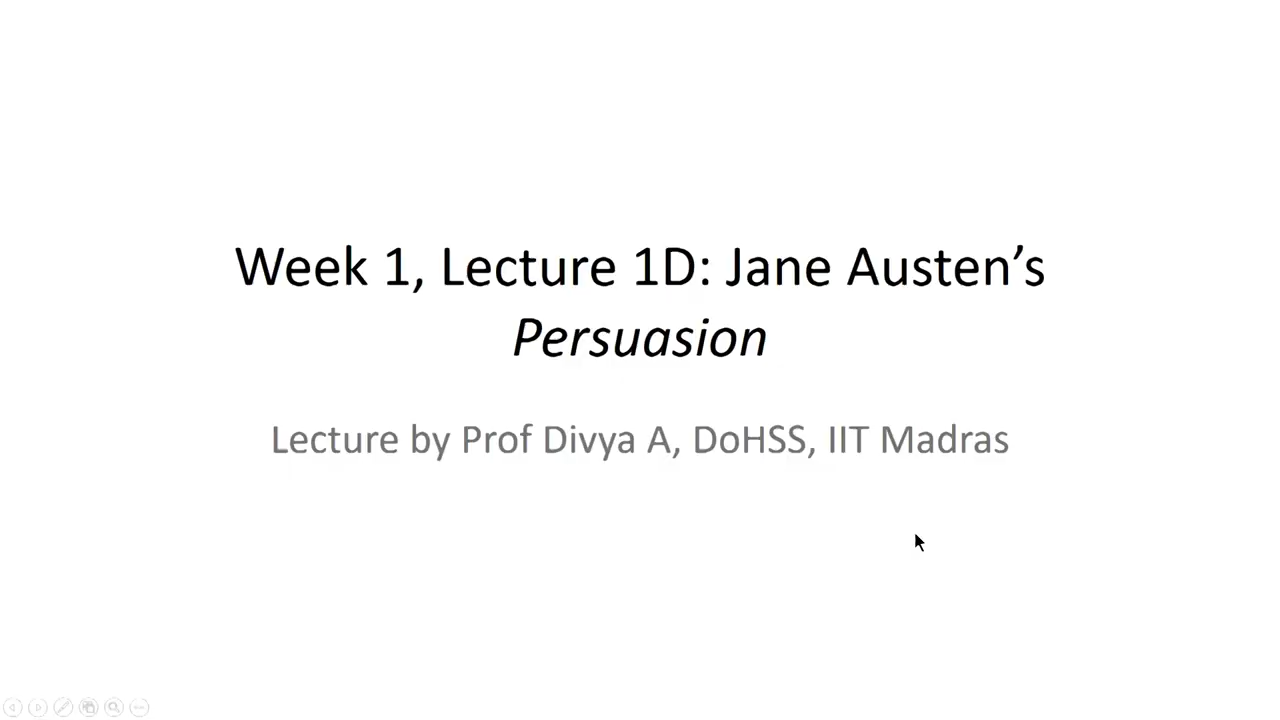 Week 1, Lecture 1D: Jane Austen’s
Persuasion
Lecture by Prof Divya A, DoHSS, IIT Madras